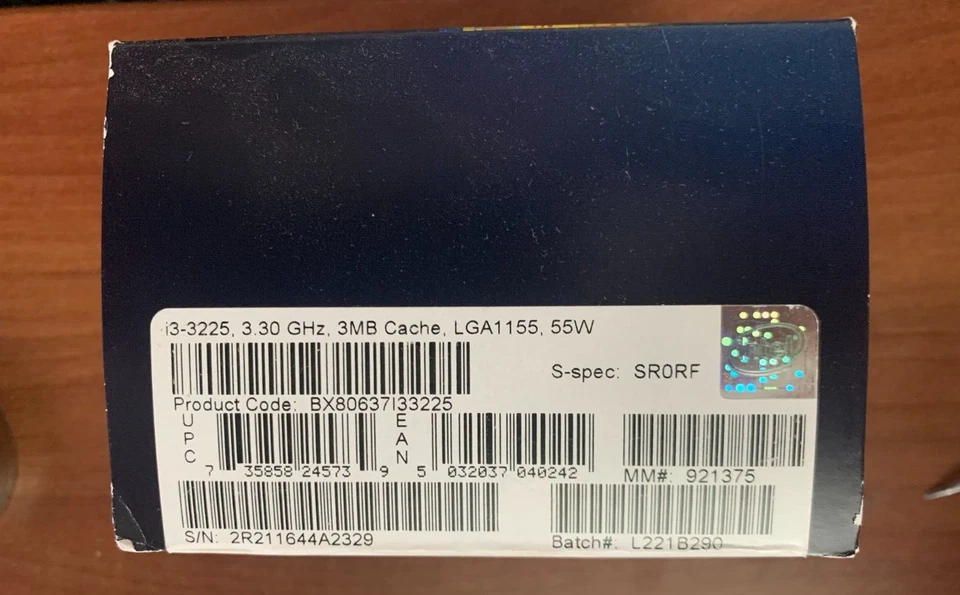 i3-3225, 3.30 GHz, 3MB Cache, LGA1155, 55W
S-spec: SR0RF
intel
Product Code: BX80637I33225
UPC 7 35858 24573 9
EAN 5 032037 040242
MM#: 921375
S/N: 2R211644A2329
Batch#: L221B290